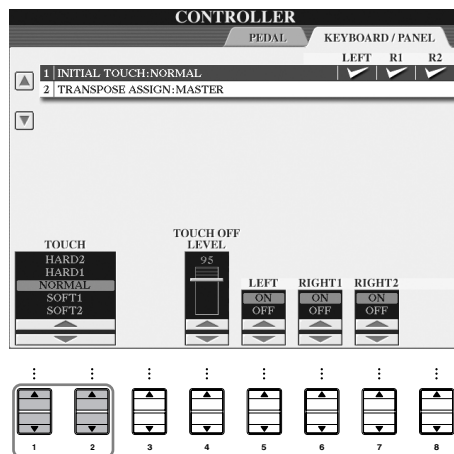 CONTROLLER
PEDAL KEYBOARD / PANEL
LEFT R1 R2
1 INITIAL TOUCH:NORMAL
2 TRANSPOSE ASSIGN:MASTER
TOUCH
HARD2
HARD1
NORMAL
SOFT1
SOFT2
TOUCH OFF
LEVEL
95
LEFT
ON
OFF
RIGHT1
ON
OFF
RIGHT2
ON
OFF
1 2 3 4 5 6 7 8